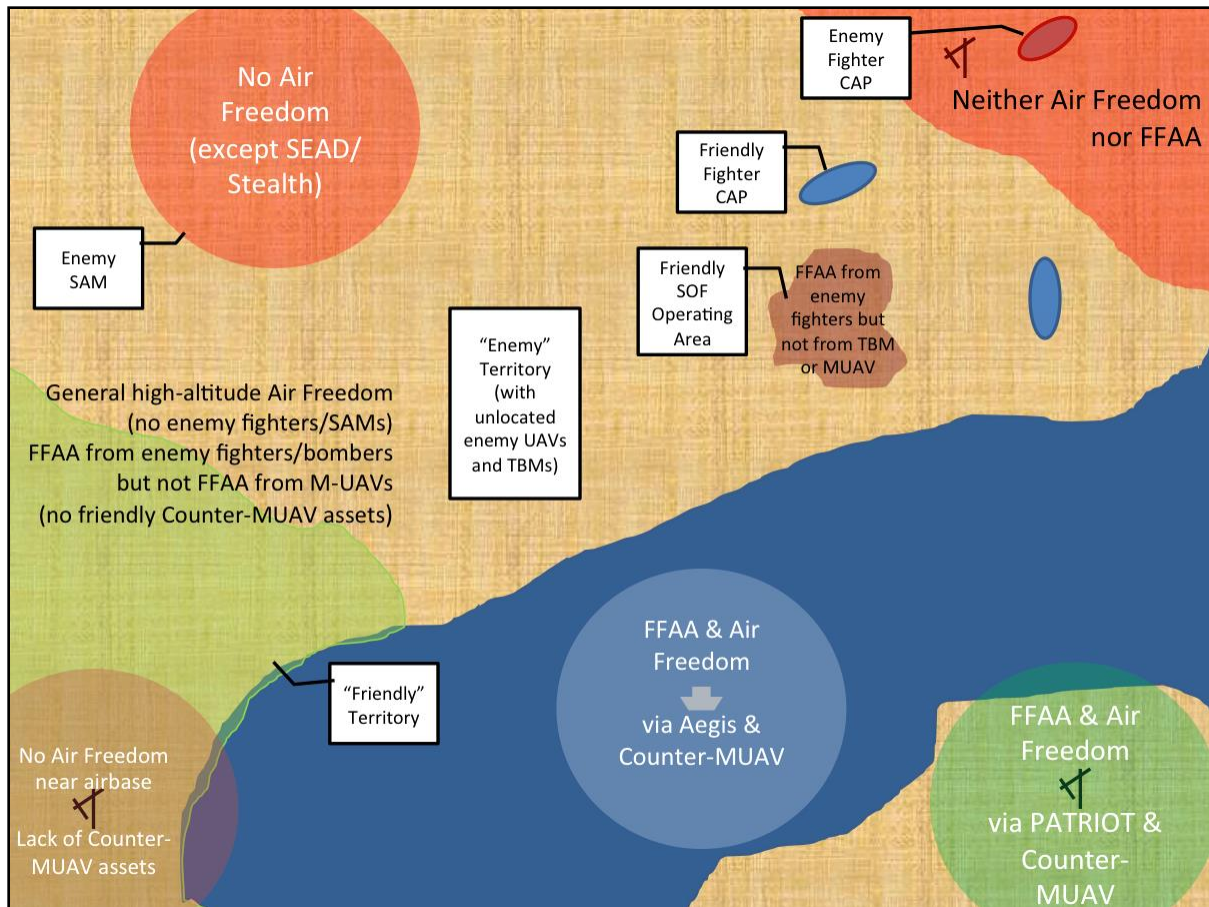 No Air
Freedom
(except SEAD/
Stealth)
Enemy
Fighter
CAP
Neither Air Freedom
nor FFAA
Friendly
Fighter
CAP
Enemy
SAM
Friendly
SOF
Operating
Area
FFAA from
enemy
fighters but
not from TBM
or MUAV
“Enemy”
Territory
(with
unlocated
enemy UAVs
and TBMs)
General high-altitude Air Freedom
(no enemy fighters/SAMs)
FFAA from enemy fighters/bombers
but not FFAA from M-UAVs
(no friendly Counter-MUAV assets)
“Friendly”
Territory
FFAA & Air
Freedom
via Aegis &
Counter-MUAV
No Air Freedom
near airbase
Lack of Counter-
MUAV assets
FFAA & Air
Freedom
via PATRIOT &
Counter-
MUAV